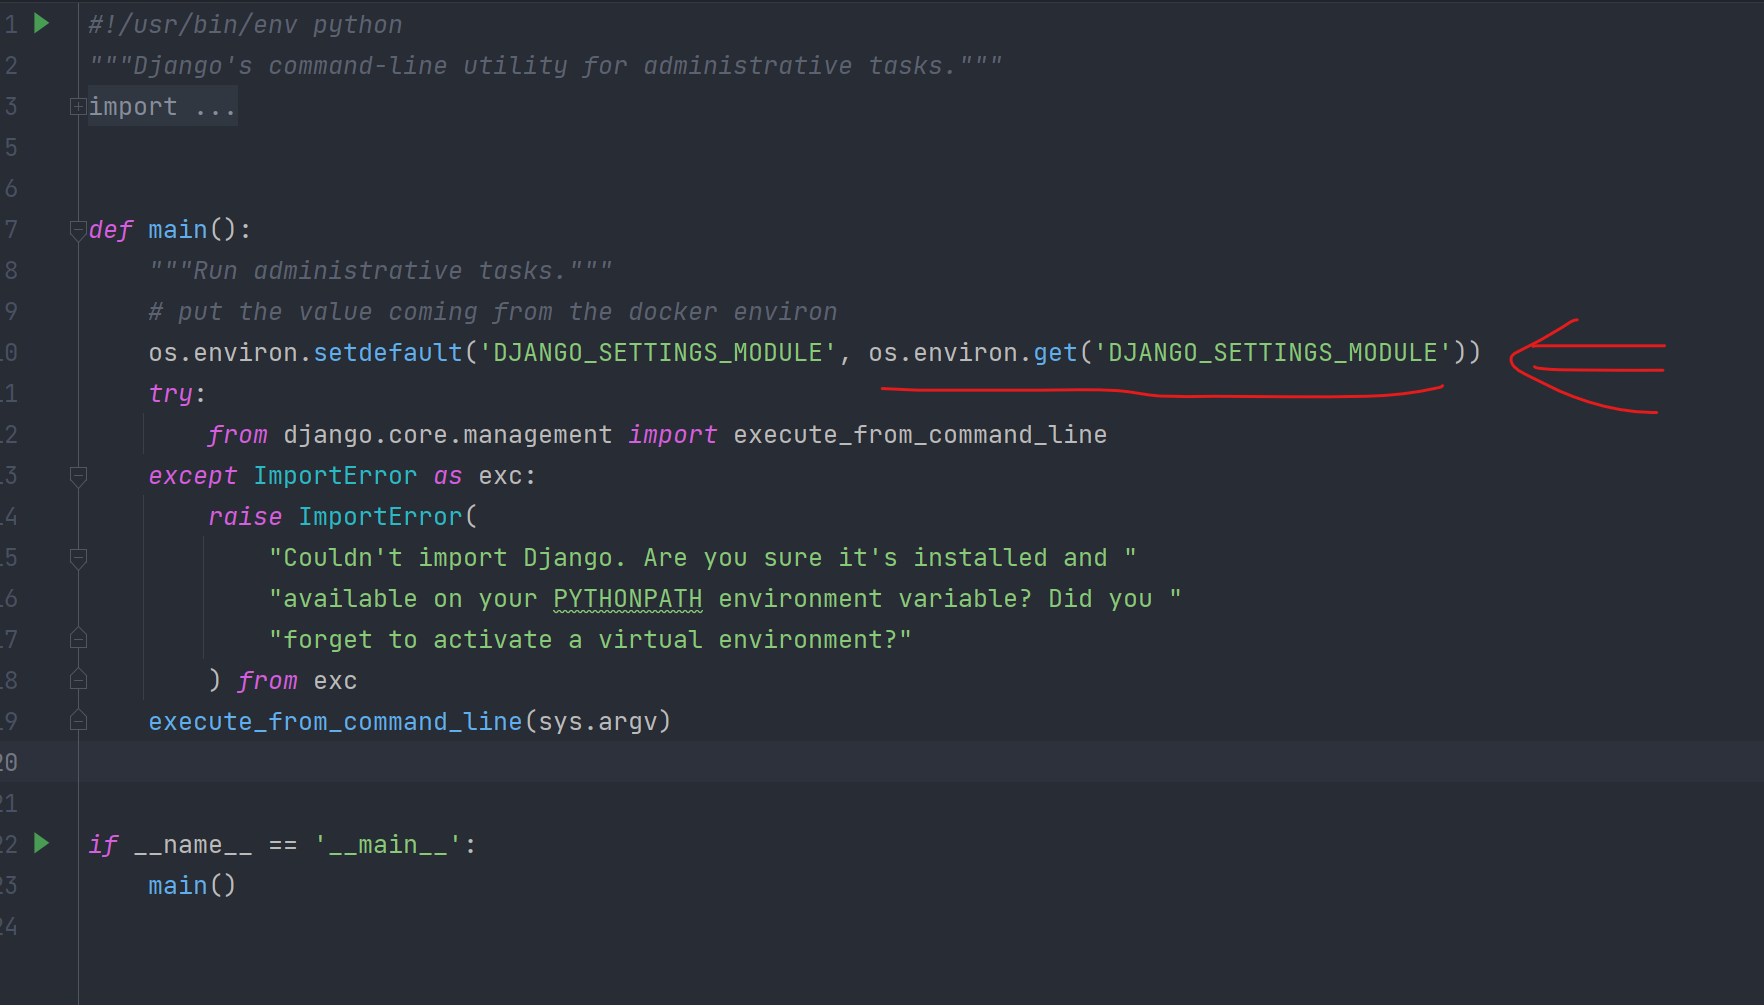 1 #!/usr/bin/env python
2 """Django's command-line utility for administrative tasks."""
3 import ...
5
6
7 def main():
8 """Run administrative tasks."""
9 # put the value coming from the docker environ
10 os.environ.setdefault('DJANGO_SETTINGS_MODULE', os.environ.get('DJANGO_SETTINGS_MODULE'))
11 try:
12 from django.core.management import execute_from_command_line
13 except ImportError as exc:
14 raise ImportError(
15 "Couldn't import Django. Are you sure it's installed and "
16 "available on your PYTHONPATH environment variable? Did you "
17 "forget to activate a virtual environment?"
18 ) from exc
19 execute_from_command_line(sys.argv)
20
21
22 if __name__ == '__main__':
23 main()
24